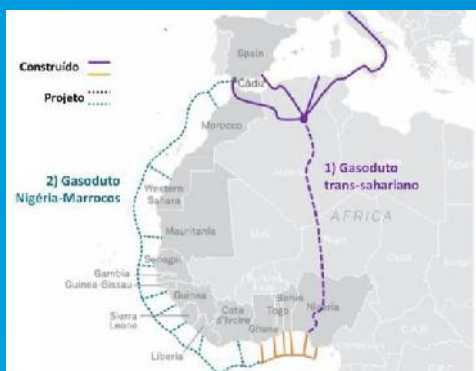 Construído
Projeto
2) Gasoduto
Nigéria-Marrocos
1) Gasoduto
trans-sahariano
Spain
Cádiz
Morocco
Western
Sahara
Mauritania
Mali
Niger
AFRICA
Senegal
Gambia
Guinea-Bissau
Guinea
Sierra
Leone
Liberia
Cote
d'Ivoire
Ghana
Togo
Benin
Nigeria
C.A.R.